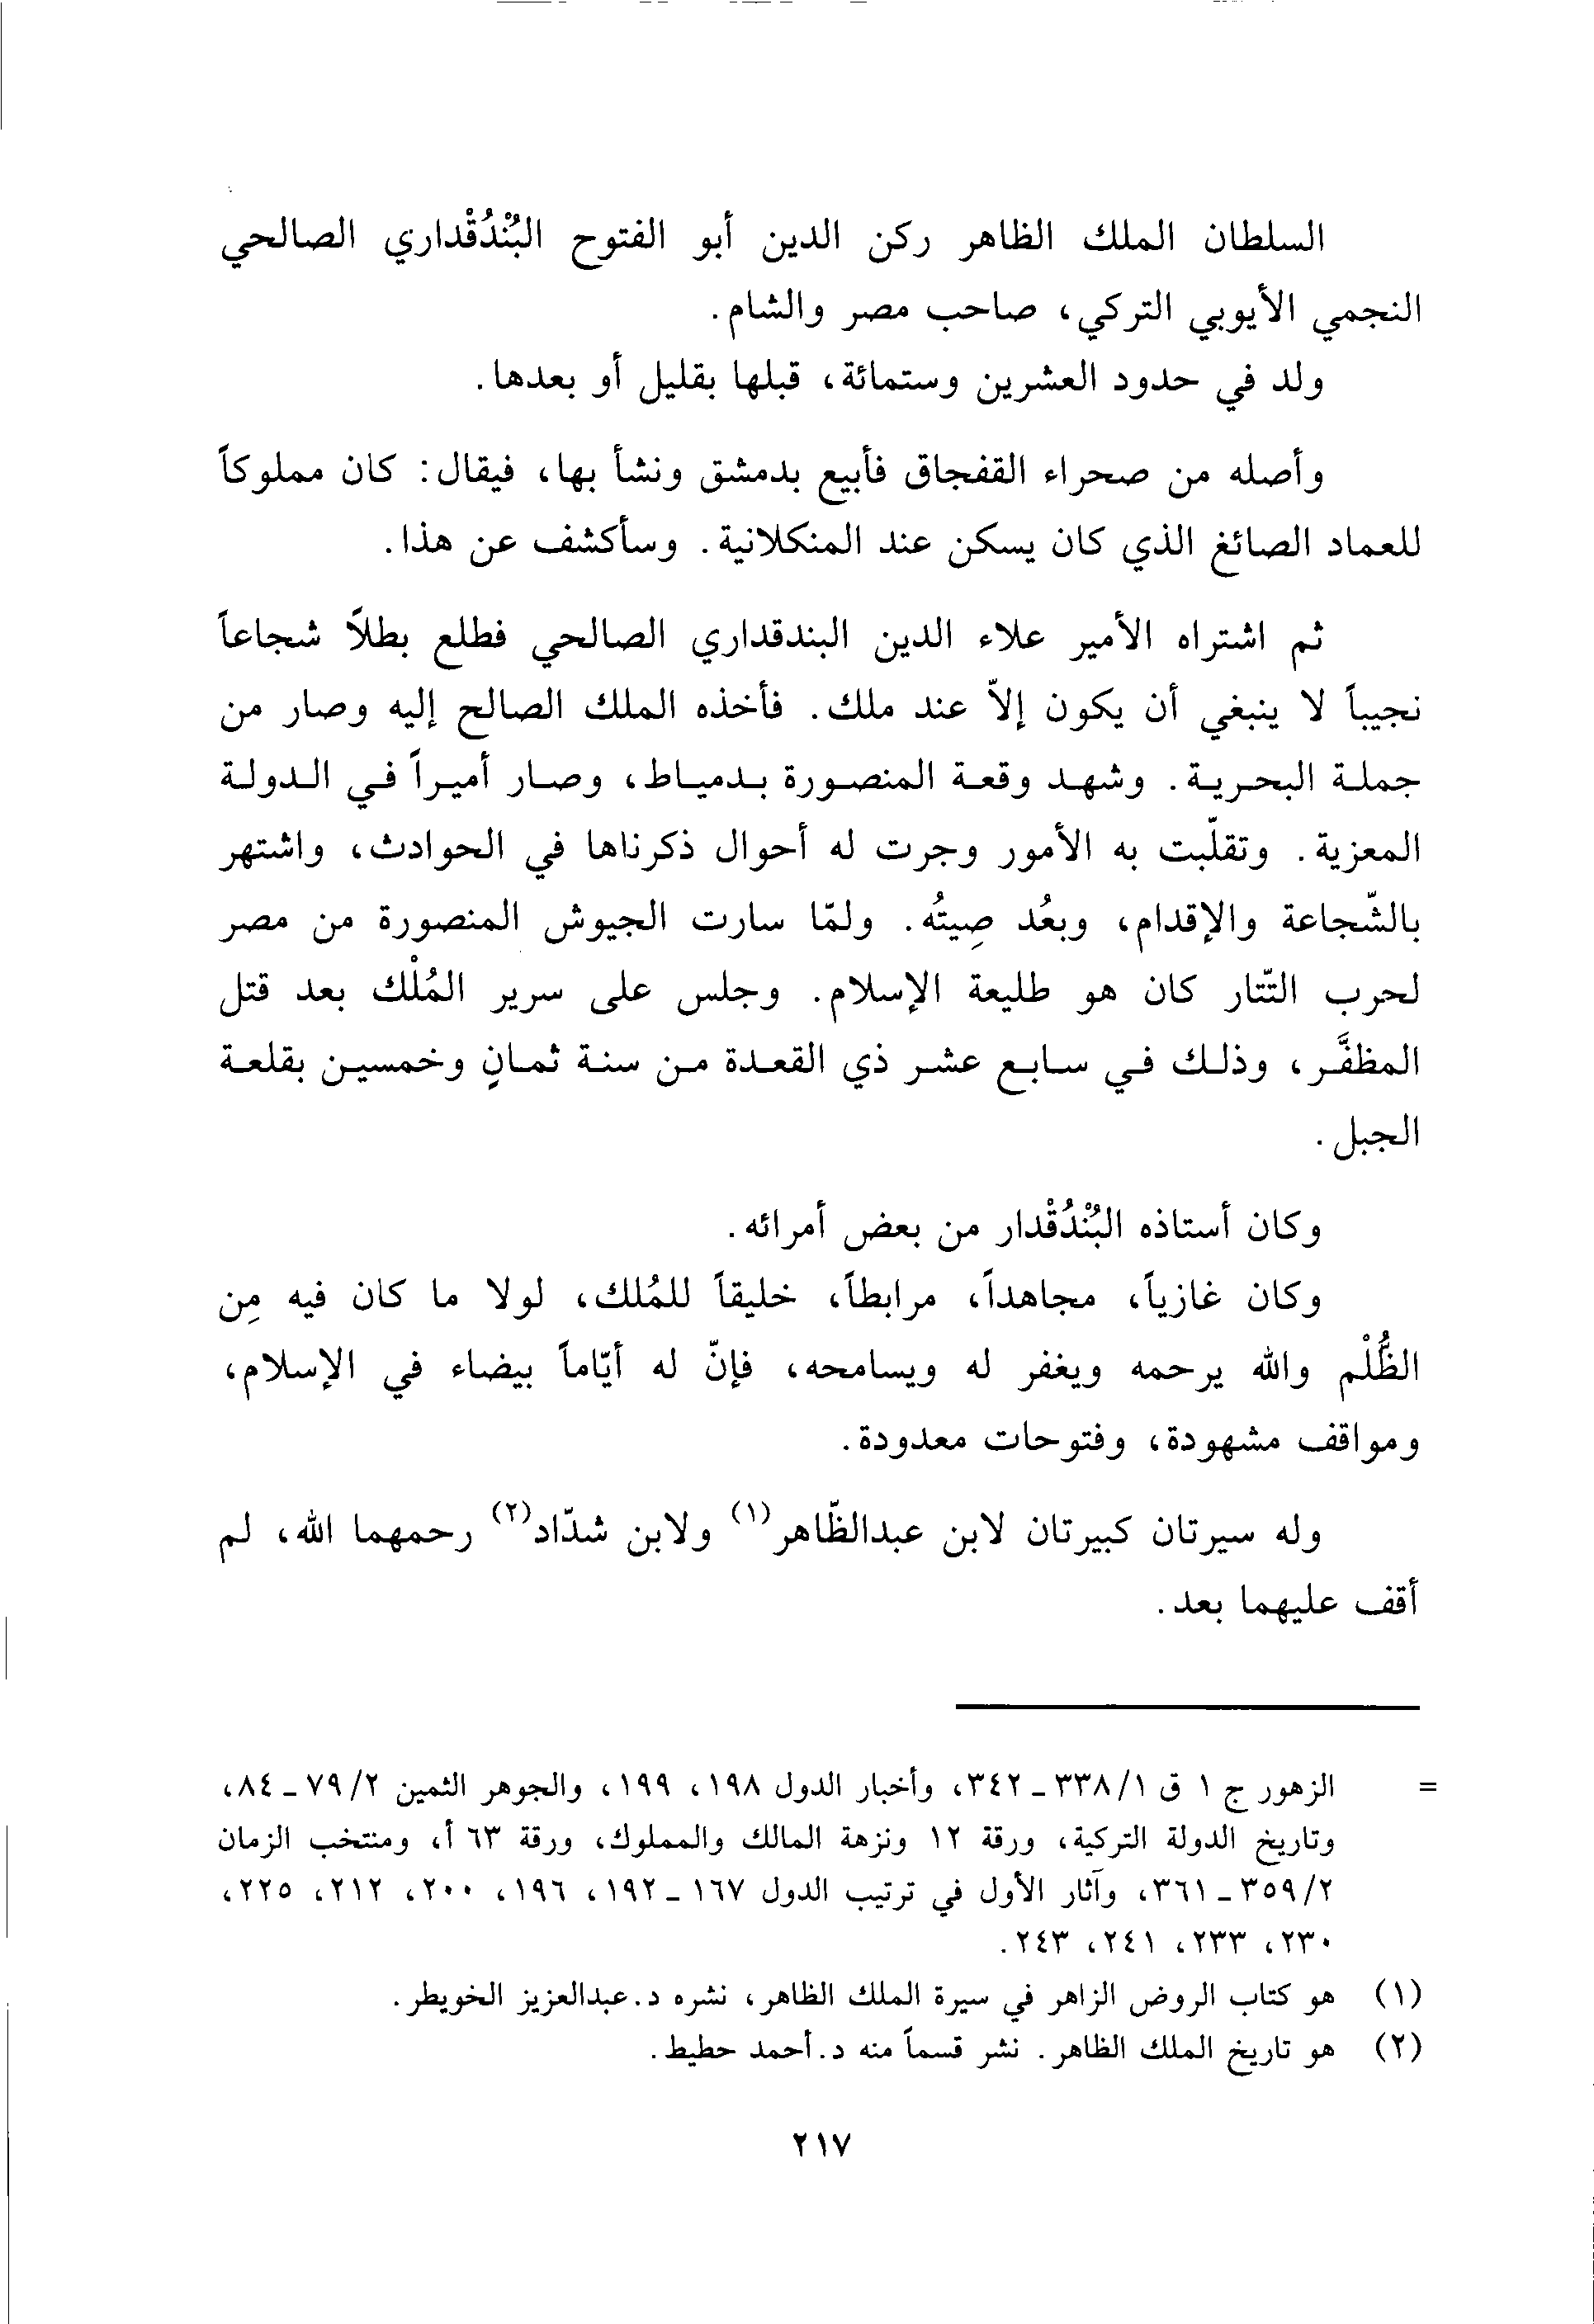 السلطان الملك الظاهر ركن الدين أبو الفتوح البُنْدُقْداري الصالحي
النجمي الأيوبي التركي، صاحب مصر والشام.
ولد في حدود العشرين وستمائة، قبلها بقليل أو بعدها.
وأصله من صحراء القفجاق فأبيع بدمشق ونشأ بها، فيقال: كان مملوكاً
للعماد الصائغ الذي كان يسكن عند المنكلانية. وسأكشف عن هذا.
ثم اشتراه الأمير علاء الدين البندقداري الصالحي فطلع بطلاً شجاعاً
نجيباً لا ينبغي أن يكون إلاّ عند ملك. فأخذه الملك الصالح إليه وصار من
جملة البحرية. وشهد وقعة المنصورة بدمياط، وصار أميراً في الدولة
المعزية. وتقلّبت به الأمور وجرت له أحوال ذكرناها في الحوادث، واشتهر
بالشّجاعة والإقدام، وبعُد صِيتُه. ولمّا سارت الجيوش المنصورة من مصر
لحرب التّتار كان هو طليعة الإسلام. وجلس على سرير المُلْك بعد قتل
المظفَّر، وذلك في سابع عشر ذي القعدة من سنة ثمانٍ وخمسين بقلعة
الجبل.
وكان أستاذه البُنْدُقْدار من بعض أمرائه.
وكان غازياً، مجاهداً، مرابطاً، خليقاً للمُلك، لولا ما كان فيه مِن
الظُّلْم والله يرحمه ويغفر له ويسامحه، فإنّ له أيّاماً بيضاء في الإسلام،
ومواقف مشهودة، وفتوحات معدودة.
وله سيرتان كبيرتان لابن عبدالظّاهر(١) ولابن شدّاد(٢) رحمهما الله، لم
أقف عليهما بعد.
= الزهور ج ١ ق ١/ ٣٣٨ ـ ٣٤٢، وأخبار الدول ١٩٨، ١٩٩، والجوهر الثمين ٢/ ٧٩ ـ ٨٤،
وتاريخ الدولة التركية، ورقة ١٢ ونزهة المالك والمملوك، ورقة ٦٣ أ، ومنتخب الزمان
٢/ ٣٥٩ ـ ٣٦١، وآثار الأول في ترتيب الدول ١٦٧ ـ ١٩٢، ١٩٦، ٢٠٠، ٢١٢، ٢٢٥،
٢٣٠، ٢٣٣، ٢٤١، ٢٤٣.
(١) هو كتاب الروض الزاهر في سيرة الملك الظاهر، نشره د. عبدالعزيز الخويطر.
(٢) هو تاريخ الملك الظاهر. نشر قسماً منه د. أحمد حطيط.
٢١٧